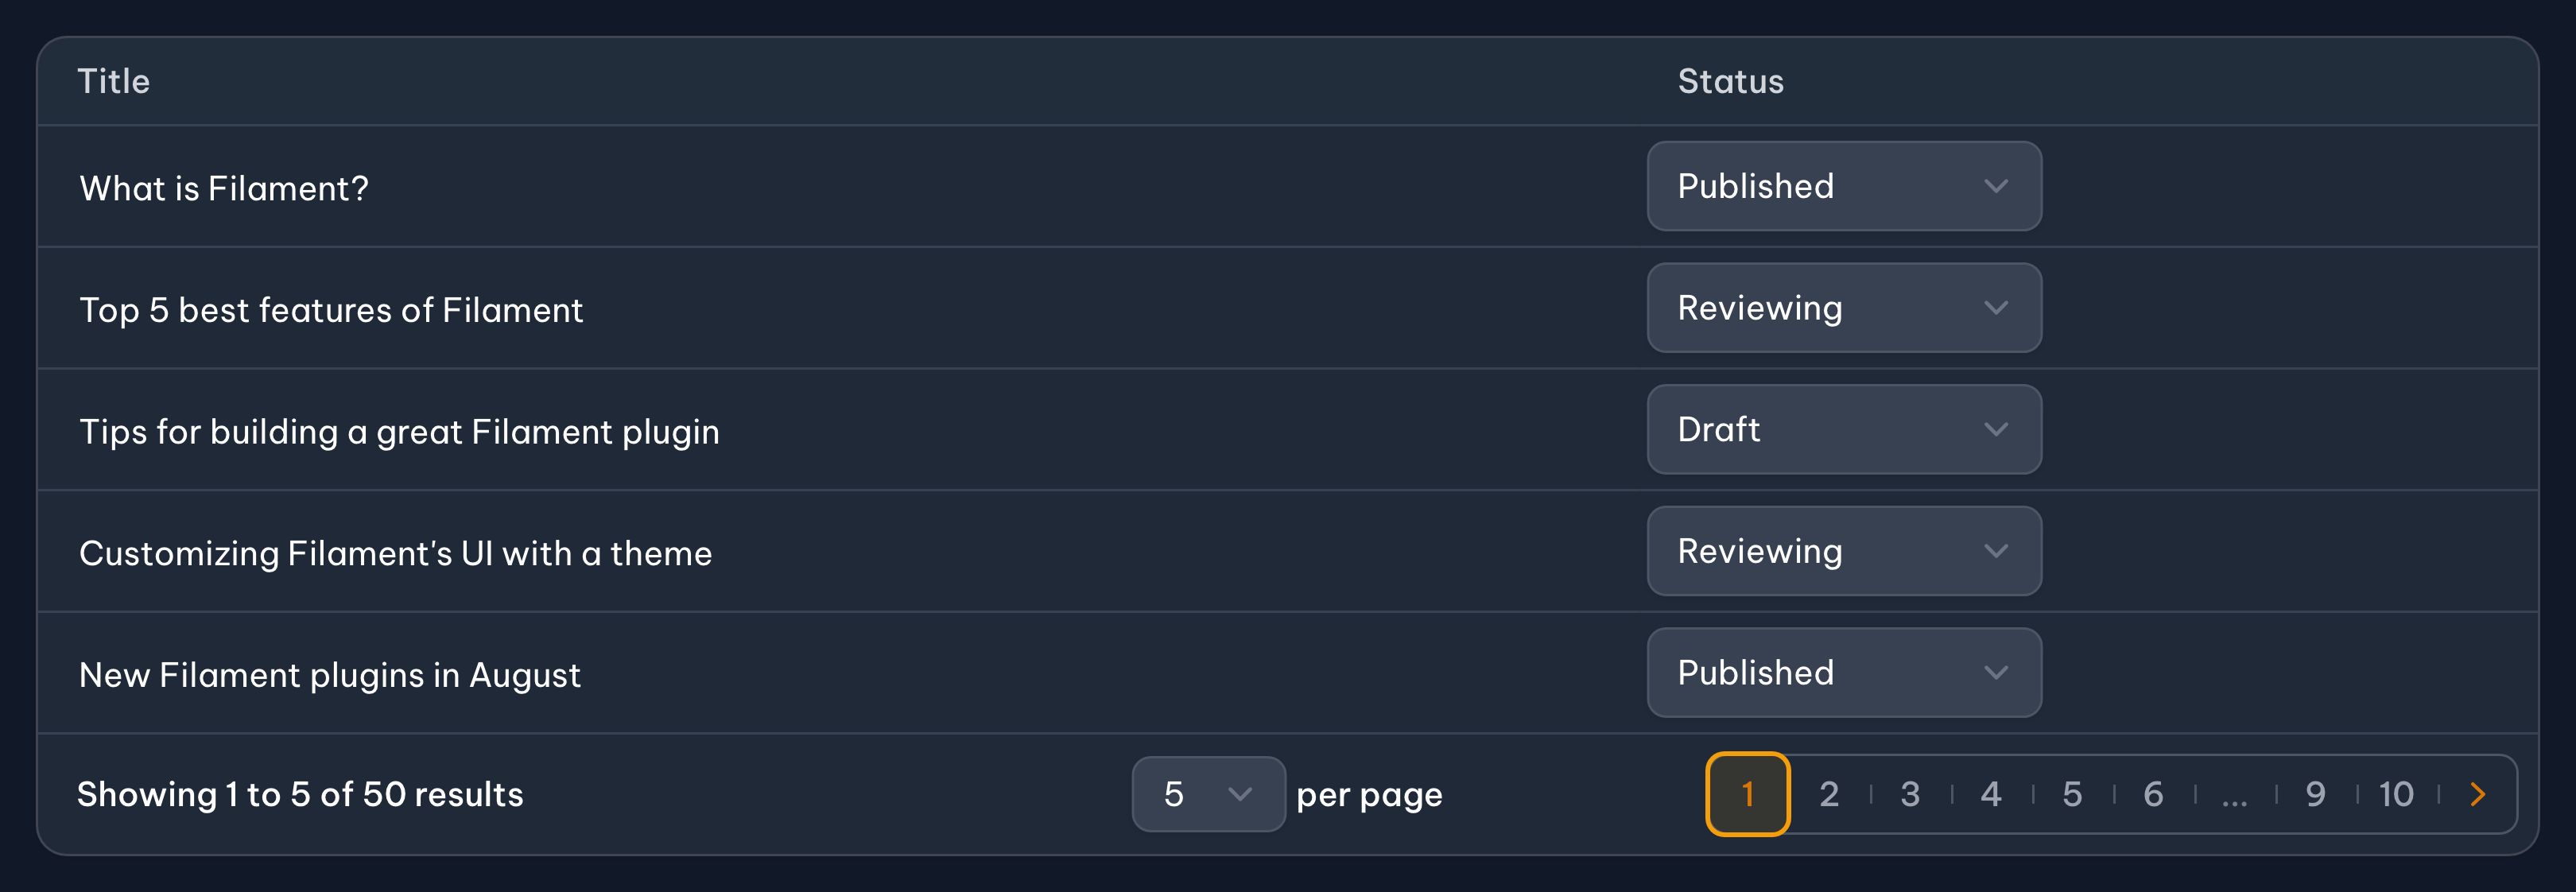 Title Status
What is Filament? Published
Top 5 best features of Filament Reviewing
Tips for building a great Filament plugin Draft
Customizing Filament's UI with a theme Reviewing
New Filament plugins in August Published
Showing 1 to 5 of 50 results 5 per page 1 2 3 4 5 6 ... 9 10